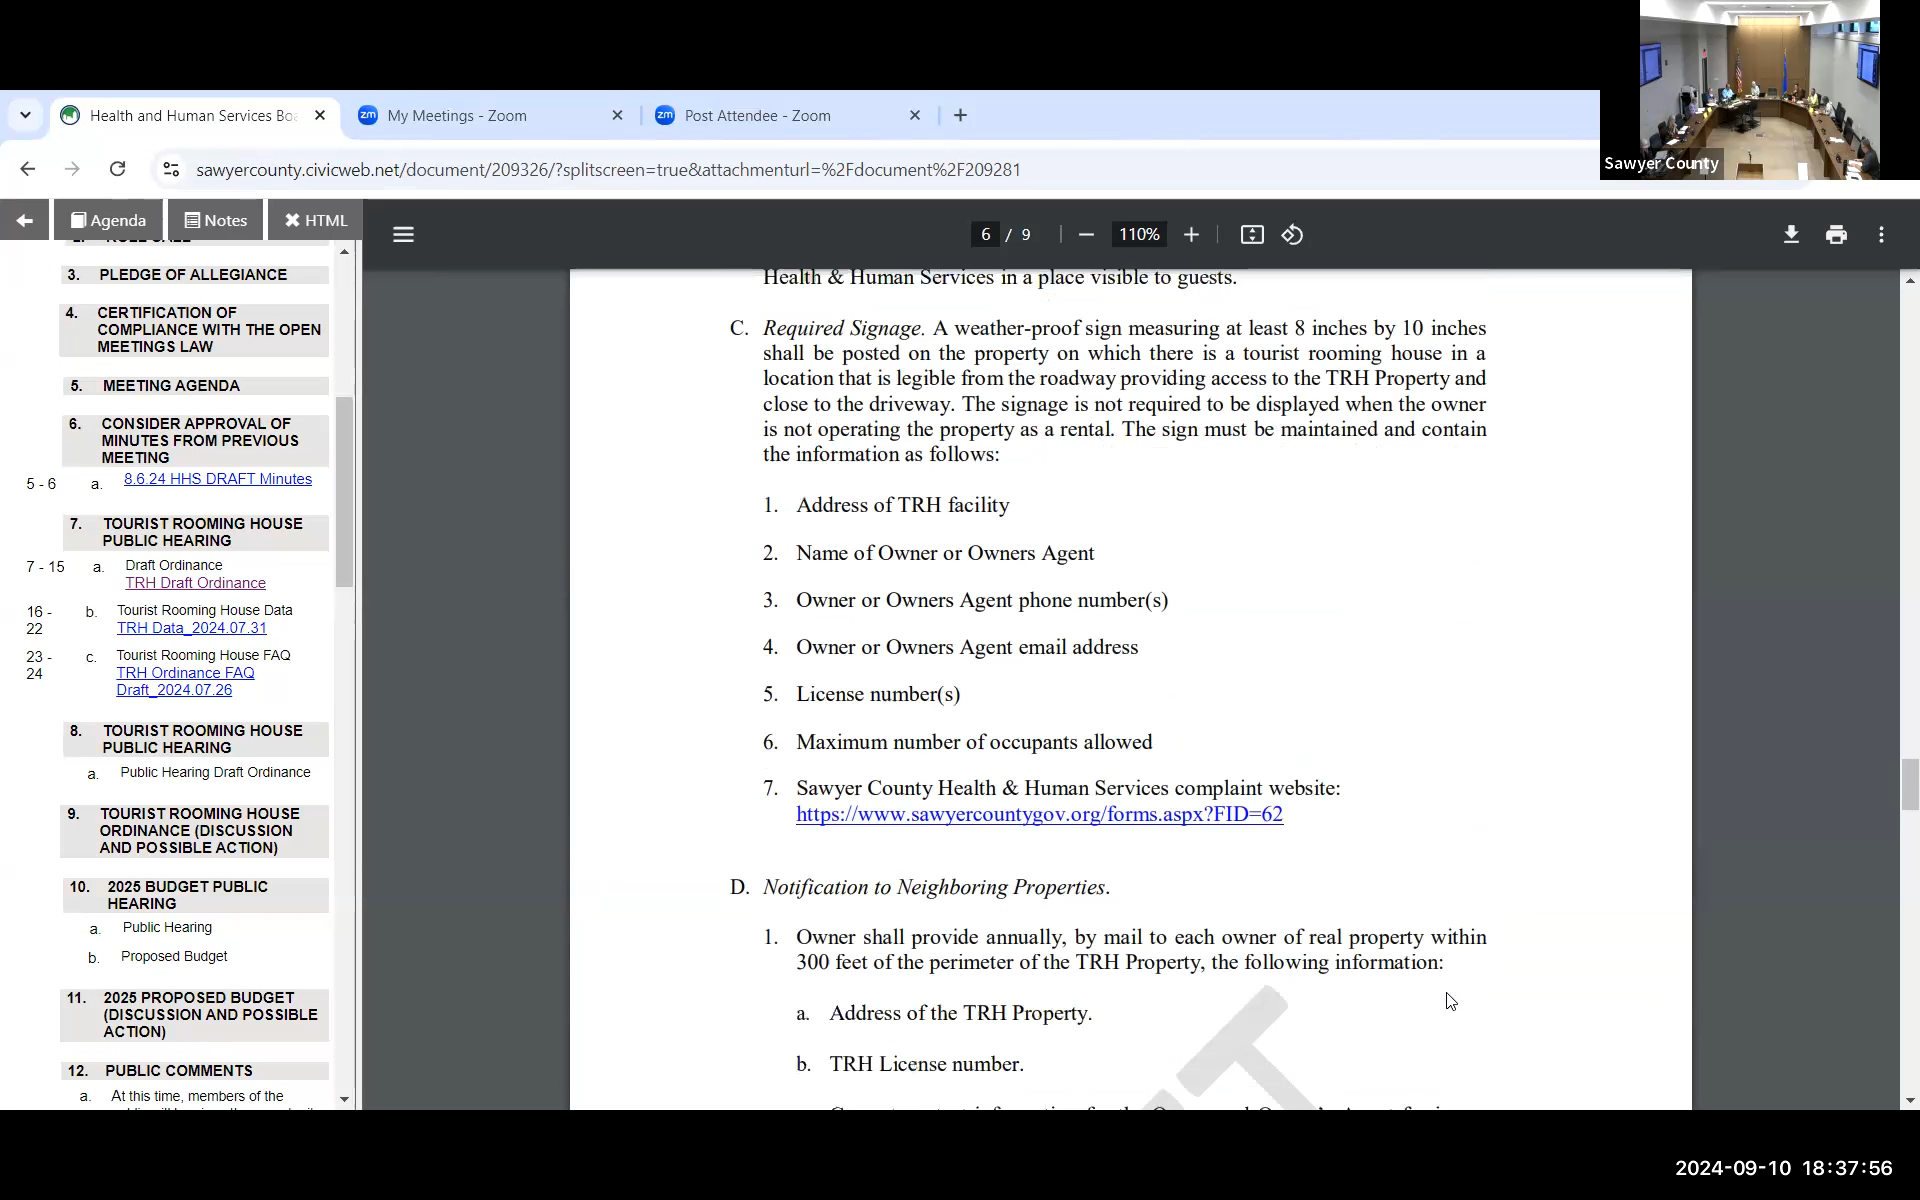 Health and Human Services Boa
My Meetings - Zoom
Post Attendee - Zoom
sawyercounty.civicweb.net/document/209326/?splitscreen=true&attachmenturl=%2Fdocument%2F209281
Sawyer County
Agenda
Notes
HTML
6 / 9
110%
3. PLEDGE OF ALLEGIANCE
4. CERTIFICATION OF
COMPLIANCE WITH THE OPEN
MEETINGS LAW
5. MEETING AGENDA
6. CONSIDER APPROVAL OF
MINUTES FROM PREVIOUS
MEETING
5 - 6 a. 8.6.24 HHS DRAFT Minutes
7. TOURIST ROOMING HOUSE
PUBLIC HEARING
7 - 15 a. Draft Ordinance
TRH Draft Ordinance
16 -
22
b. Tourist Rooming House Data
TRH Data_2024.07.31
23 -
24
c. Tourist Rooming House FAQ
TRH Ordinance FAQ
Draft_2024.07.26
8. TOURIST ROOMING HOUSE
PUBLIC HEARING
a. Public Hearing Draft Ordinance
9. TOURIST ROOMING HOUSE
ORDINANCE (DISCUSSION
AND POSSIBLE ACTION)
10. 2025 BUDGET PUBLIC
HEARING
a. Public Hearing
b. Proposed Budget
11. 2025 PROPOSED BUDGET
(DISCUSSION AND POSSIBLE
ACTION)
12. PUBLIC COMMENTS
a. At this time, members of the
Health & Human Services in a place visible to guests.
C. Required Signage. A weather-proof sign measuring at least 8 inches by 10 inches
shall be posted on the property on which there is a tourist rooming house in a
location that is legible from the roadway providing access to the TRH Property and
close to the driveway. The signage is not required to be displayed when the owner
is not operating the property as a rental. The sign must be maintained and contain
the information as follows:
1. Address of TRH facility
2. Name of Owner or Owners Agent
3. Owner or Owners Agent phone number(s)
4. Owner or Owners Agent email address
5. License number(s)
6. Maximum number of occupants allowed
7. Sawyer County Health & Human Services complaint website:
https://www.sawyercountygov.org/forms.aspx?FID=62
D. Notification to Neighboring Properties.
1. Owner shall provide annually, by mail to each owner of real property within
300 feet of the perimeter of the TRH Property, the following information:
a. Address of the TRH Property.
b. TRH License number.
2024-09-10 18:37:56